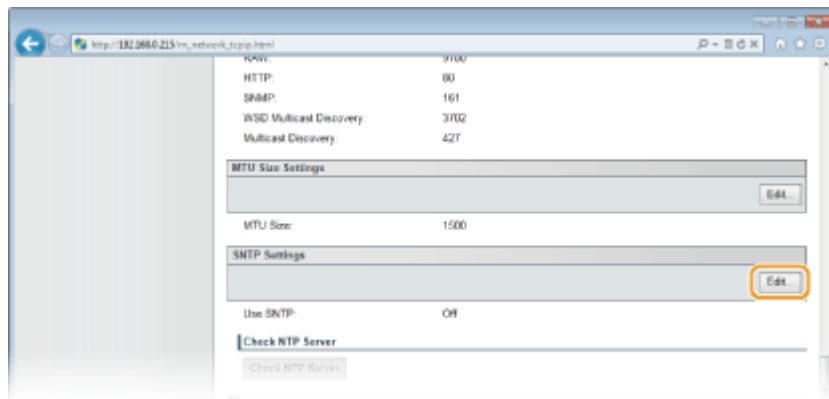 http://192.168.0.215/m_network_tcpip.html
RAW: 9100
HTTP: 80
SNMP: 161
WSD Multicast Discovery: 3702
Multicast Discovery: 427
MTU Size Settings
Edit...
MTU Size: 1500
SNTP Settings
Edit...
Use SNTP: Off
Check NTP Server
Check NTP Server